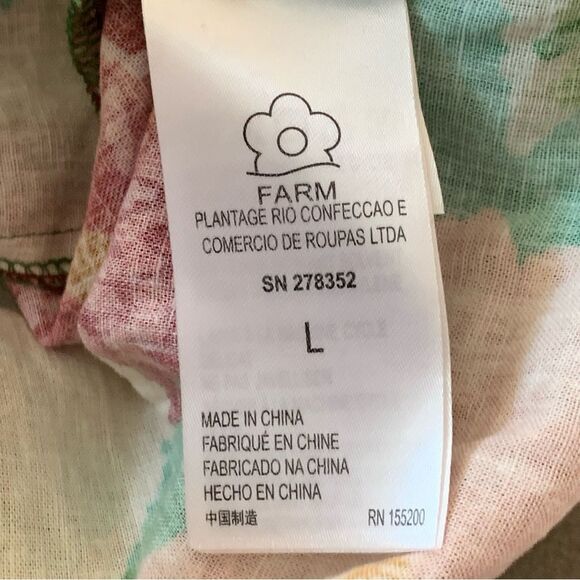 FARM
PLANTAGE RIO CONFECCAO E
COMERCIO DE ROUPAS LTDA
SN 278352
L
MADE IN CHINA
FABRIQUÉ EN CHINE
FABRICADO NA CHINA
HECHO EN CHINA
中国制造
RN 155200